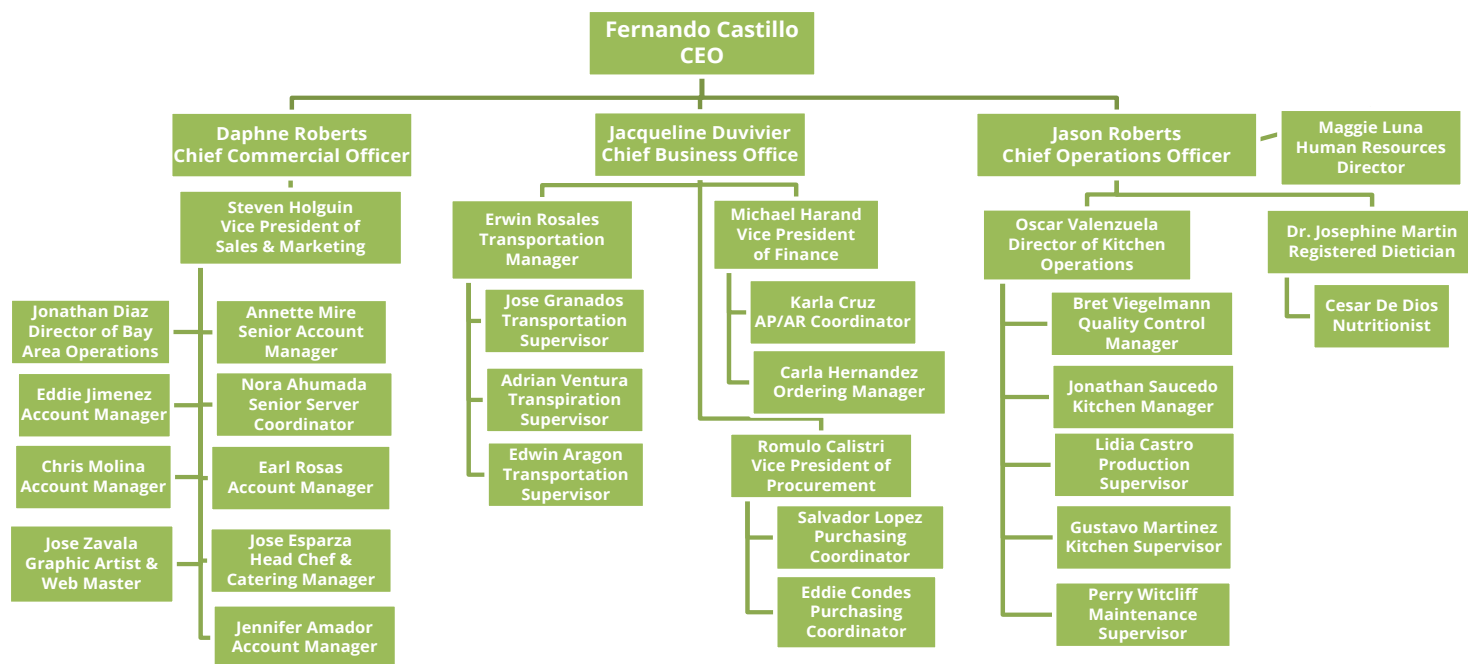 Fernando Castillo
CEO
Daphne Roberts
Chief Commercial Officer
Jacqueline Duvivier
Chief Business Office
Jason Roberts
Chief Operations Officer
Maggie Luna
Human Resources
Director
Steven Holguin
Vice President of
Sales & Marketing
Jonathan Diaz
Director of Bay
Area Operations
Annette Mire
Senior Account
Manager
Eddie Jimenez
Account Manager
Nora Ahumada
Senior Server
Coordinator
Chris Molina
Account Manager
Earl Rosas
Account Manager
Jose Zavala
Graphic Artist &
Web Master
Jose Esparza
Head Chef &
Catering Manager
Jennifer Amador
Account Manager
Erwin Rosales
Transportation
Manager
Jose Granados
Transportation
Supervisor
Adrian Ventura
Transpiration
Supervisor
Edwin Aragon
Transportation
Supervisor
Michael Harand
Vice President
of Finance
Karla Cruz
AP/AR Coordinator
Carla Hernandez
Ordering Manager
Romulo Calistri
Vice President of
Procurement
Salvador Lopez
Purchasing
Coordinator
Eddie Condes
Purchasing
Coordinator
Oscar Valenzuela
Director of Kitchen
Operations
Bret Viegelmann
Quality Control
Manager
Jonathan Saucedo
Kitchen Manager
Lidia Castro
Production
Supervisor
Gustavo Martinez
Kitchen Supervisor
Perry Witcliff
Maintenance
Supervisor
Dr. Josephine Martin
Registered Dietician
Cesar De Dios
Nutritionist